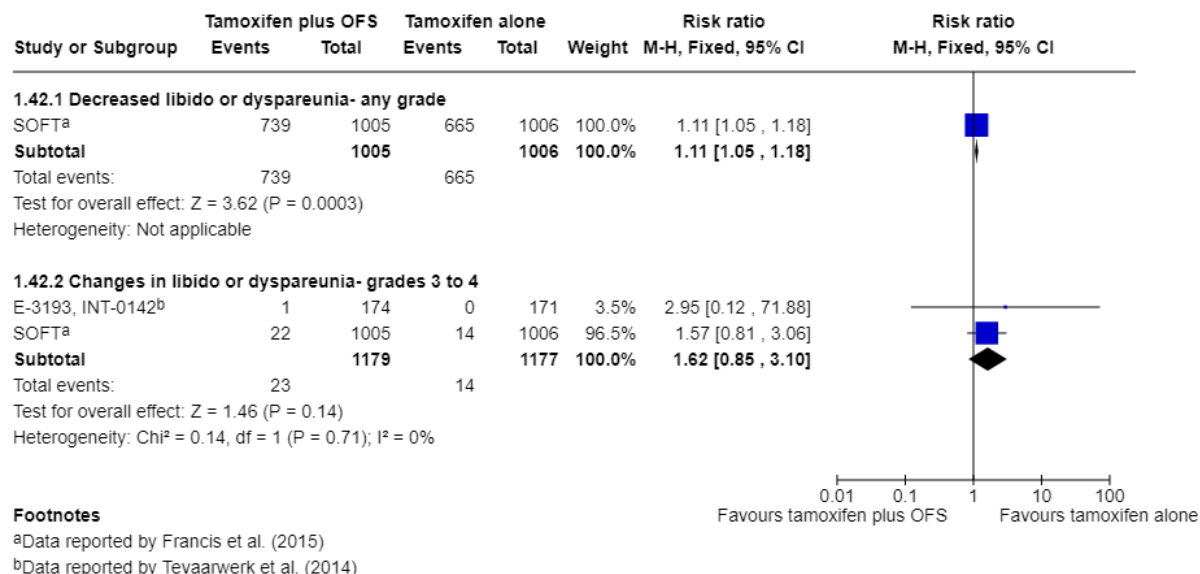 Tamoxifen plus OFS Tamoxifen alone Risk ratio Risk ratio
Study or Subgroup Events Total Events Total Weight M-H, Fixed, 95% CI M-H, Fixed, 95% CI
1.42.1 Decreased libido or dyspareunia- any grade
SOFTᵃ 739 1005 665 1006 100.0% 1.11 [1.05 , 1.18]
Subtotal 1005 1006 100.0% 1.11 [1.05 , 1.18]
Total events: 739 665
Test for overall effect: Z = 3.62 (P = 0.0003)
Heterogeneity: Not applicable
1.42.2 Changes in libido or dyspareunia- grades 3 to 4
E-3193, INT-0142ᵇ 1 174 0 171 3.5% 2.95 [0.12 , 71.88]
SOFTᵃ 22 1005 14 1006 96.5% 1.57 [0.81 , 3.06]
Subtotal 1179 1177 100.0% 1.62 [0.85 , 3.10]
Total events: 23 14
Test for overall effect: Z = 1.46 (P = 0.14)
Heterogeneity: Chi² = 0.14, df = 1 (P = 0.71); I² = 0%
0.01 0.1 1 10 100
Favours tamoxifen plus OFS Favours tamoxifen alone
Footnotes
ᵃData reported by Francis et al. (2015)
ᵇData reported by Tevaarwerk et al. (2014)